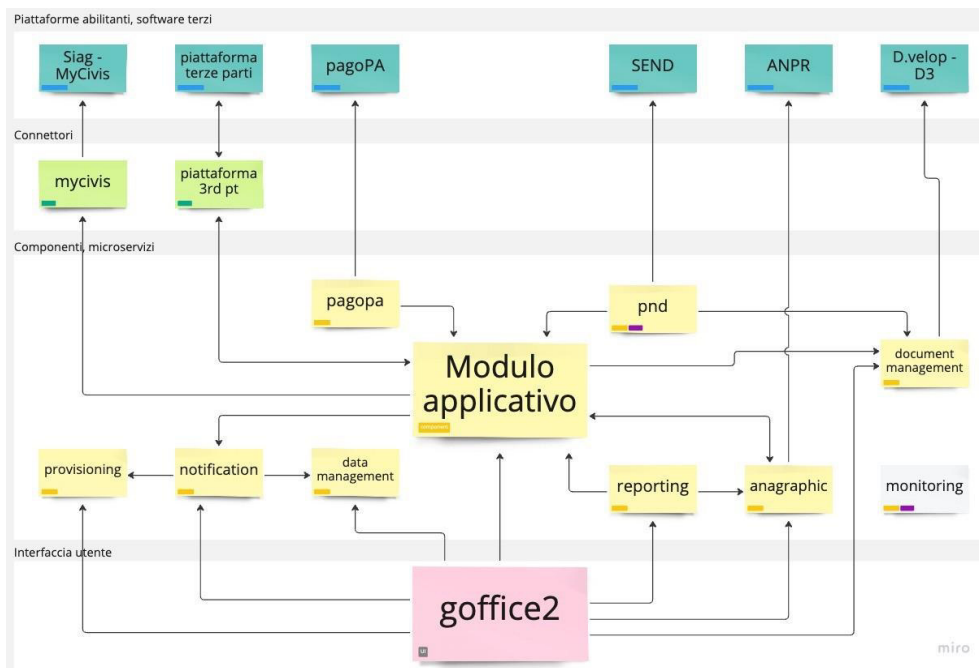 Piattaforme abilitanti, software terzi
Siag -
MyCivis
piattaforma
terze parti
pagoPA
SEND
ANPR
D.velop -
D3
Connettori
mycivis
piattaforma
3rd pt
Componenti, microservizi
pagopa
pnd
Modulo
applicativo
component
document
management
provisioning
notification
data
management
reporting
anagraphic
monitoring
Interfaccia utente
goffice2
UI
miro